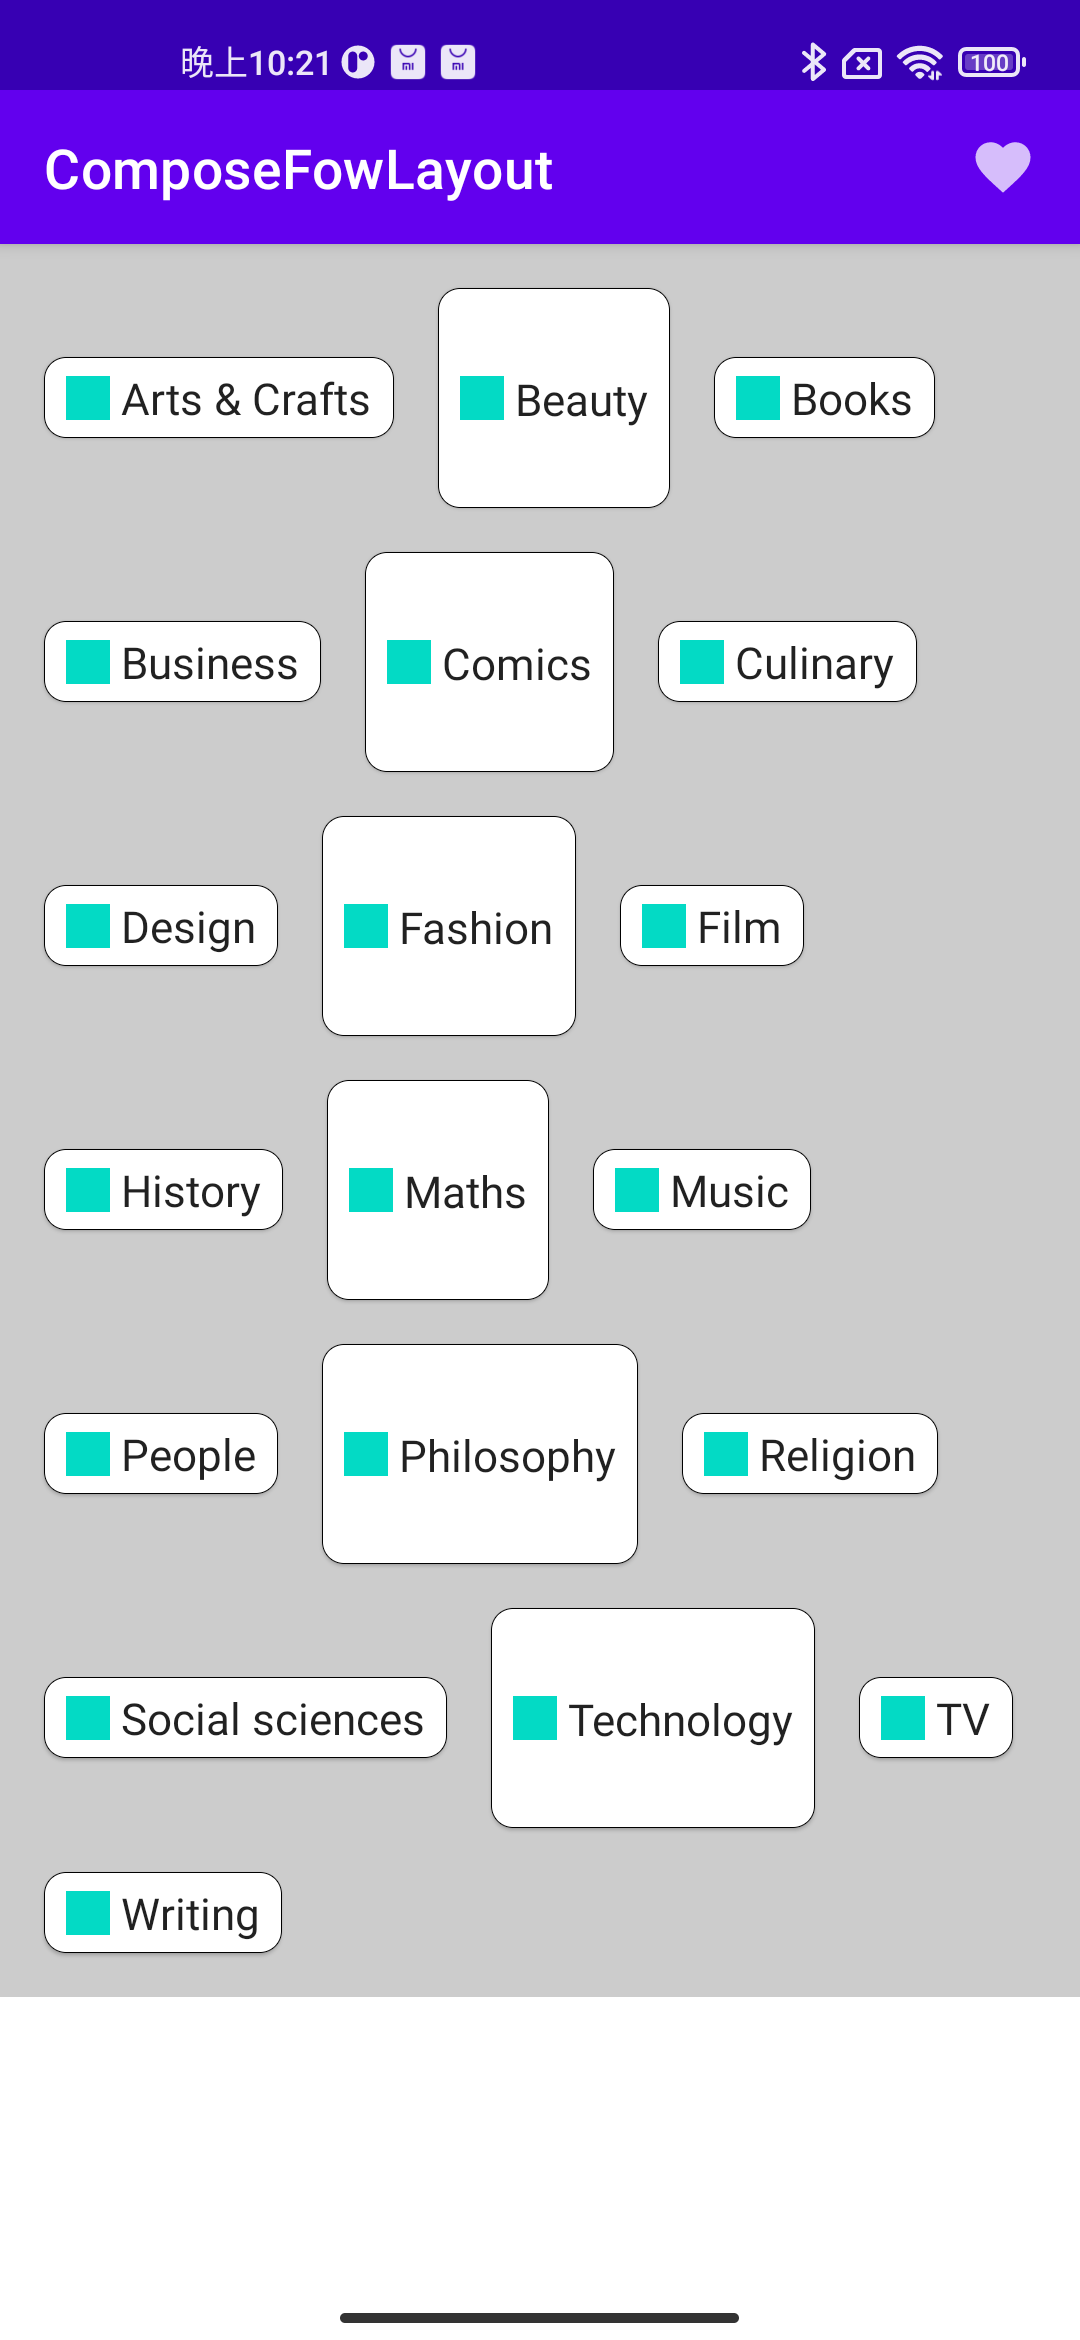 晚上10:21 100
ComposeFowLayout
Arts & Crafts Beauty Books
Business Comics Culinary
Design Fashion Film
History Maths Music
People Philosophy Religion
Social sciences Technology TV
Writing